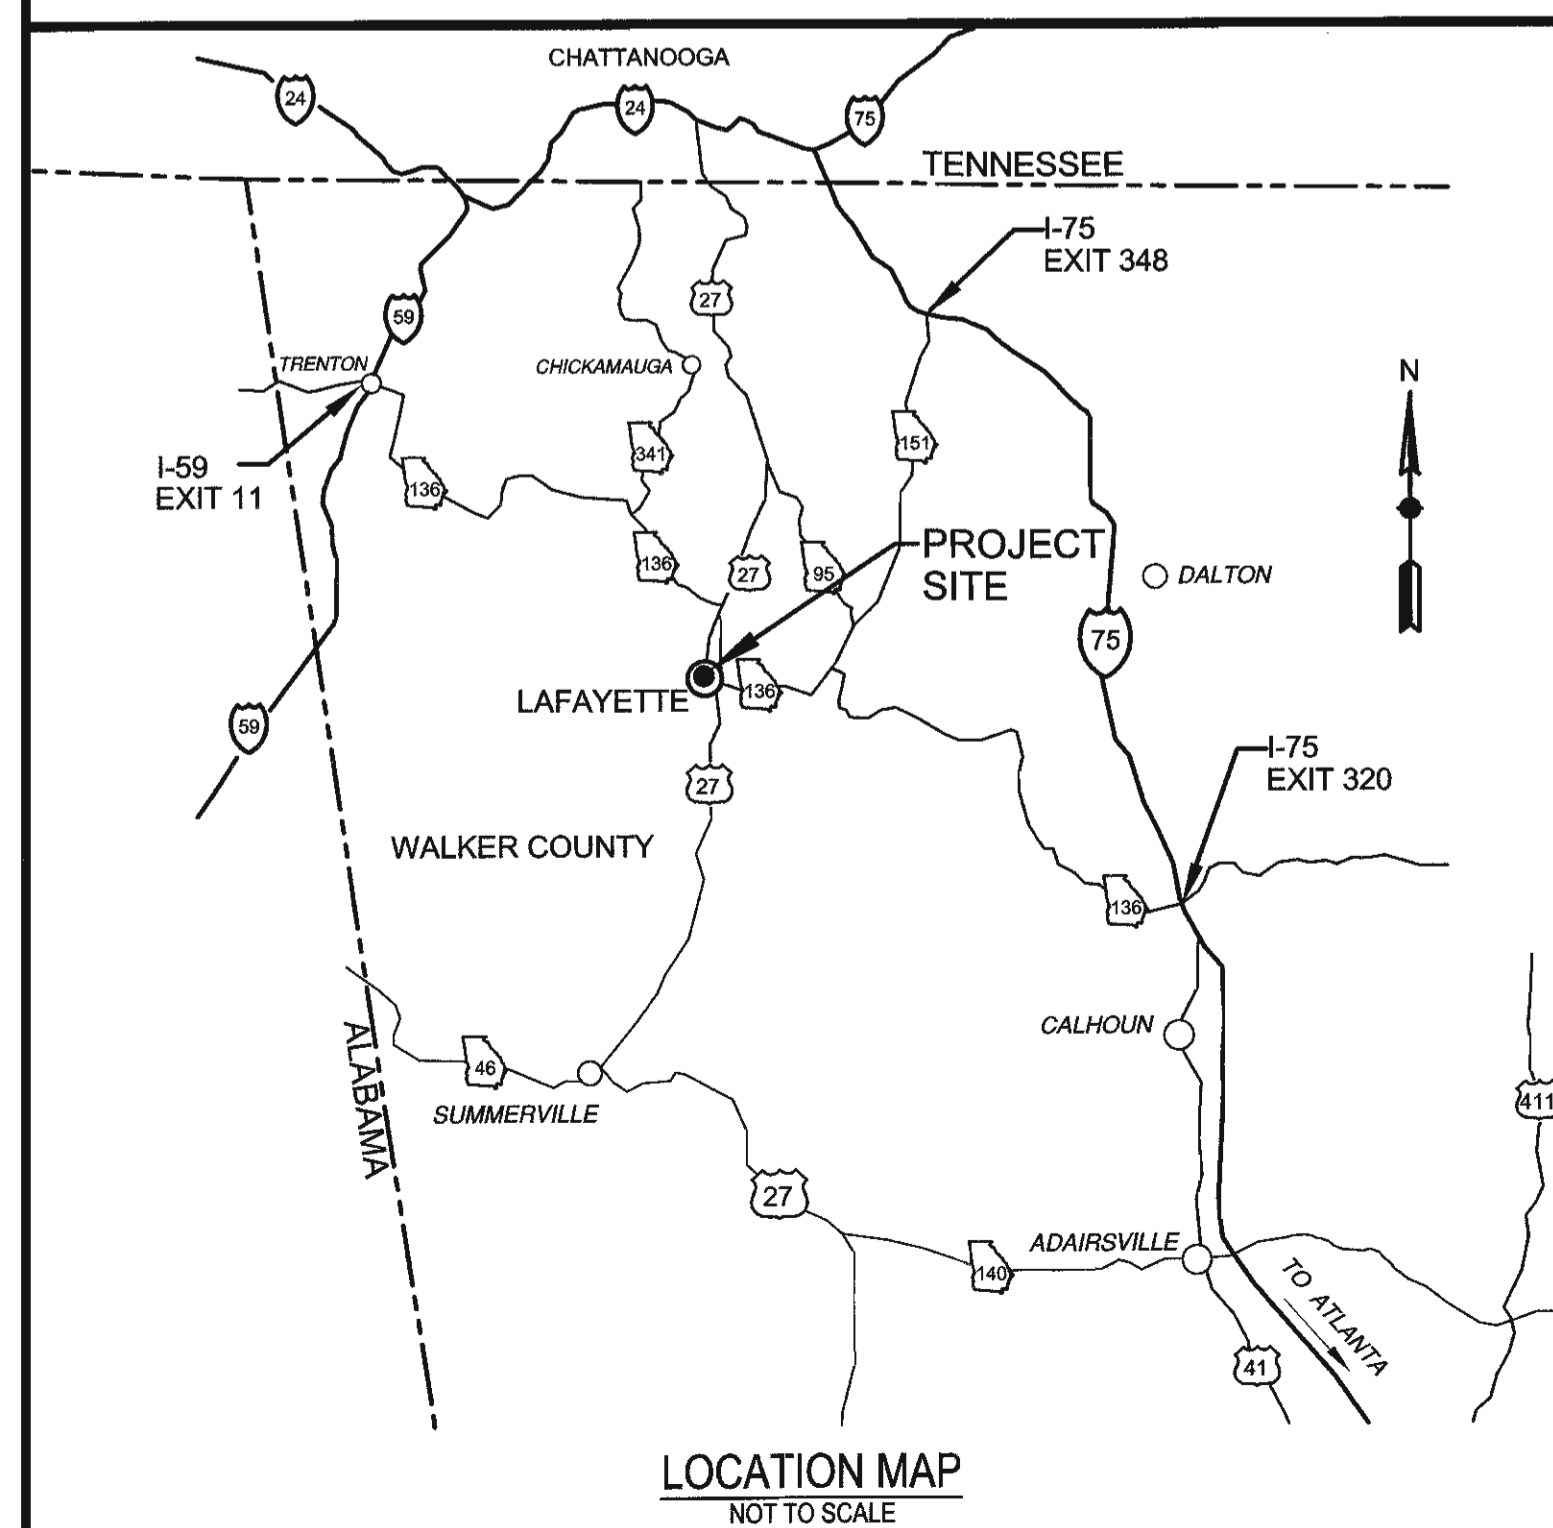 CHATTANOOGA
24
24
75
TENNESSEE
I-75
EXIT 348
27
59
TRENTON
CHICKAMAUGA
N
151
341
I-59
EXIT 11
136
PROJECT
SITE
136
27
95
DALTON
75
LAFAYETTE
136
59
I-75
EXIT 320
27
WALKER COUNTY
136
CALHOUN
ALABAMA
46
411
SUMMERVILLE
27
ADAIRSVILLE
140
TO ATLANTA
41
LOCATION MAP
NOT TO SCALE